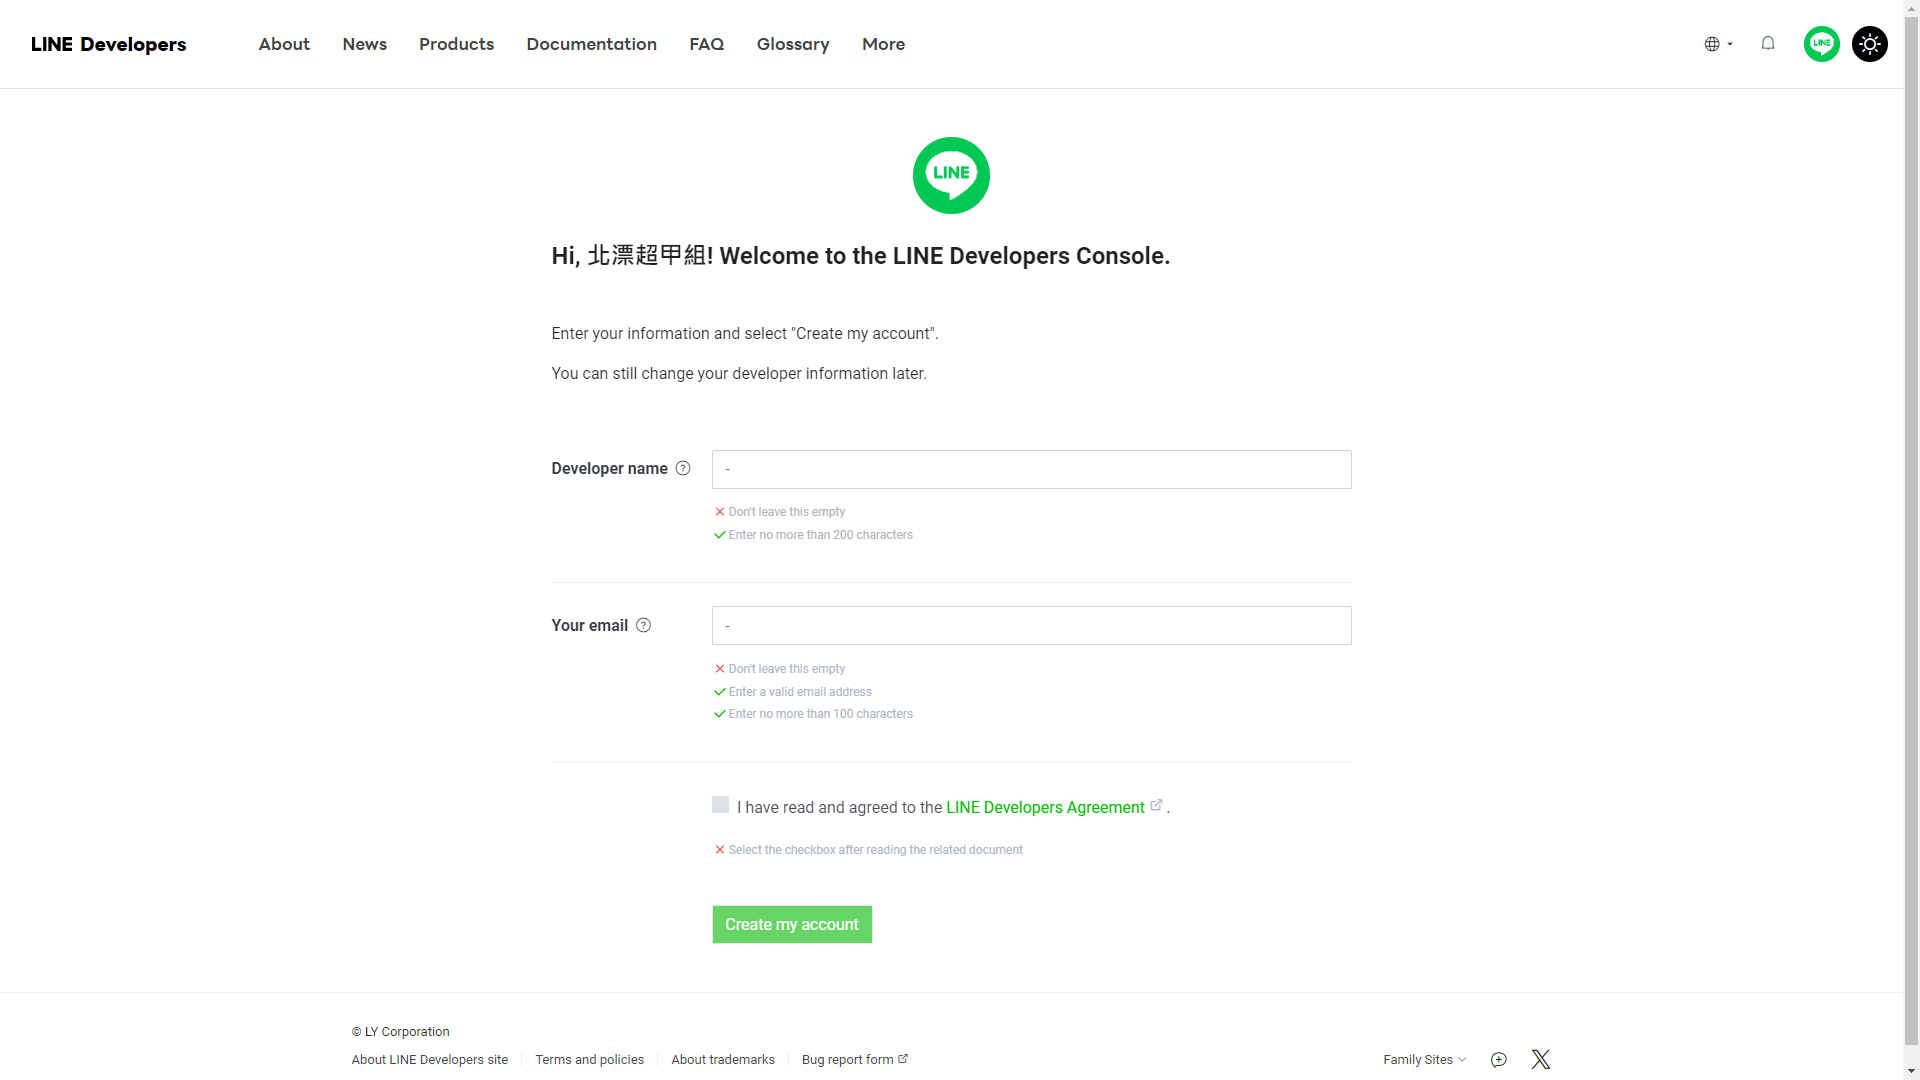 LINE Developers
About
News
Products
Documentation
FAQ
Glossary
More
LINE
LINE
Hi, 北漂超甲組! Welcome to the LINE Developers Console.
Enter your information and select "Create my account".
You can still change your developer information later.
Developer name ?
-
Don't leave this empty
Enter no more than 200 characters
Your email ?
-
Don't leave this empty
Enter a valid email address
Enter no more than 100 characters
I have read and agreed to the LINE Developers Agreement .
Select the checkbox after reading the related document
Create my account
© LY Corporation
About LINE Developers site
Terms and policies
About trademarks
Bug report form
Family Sites